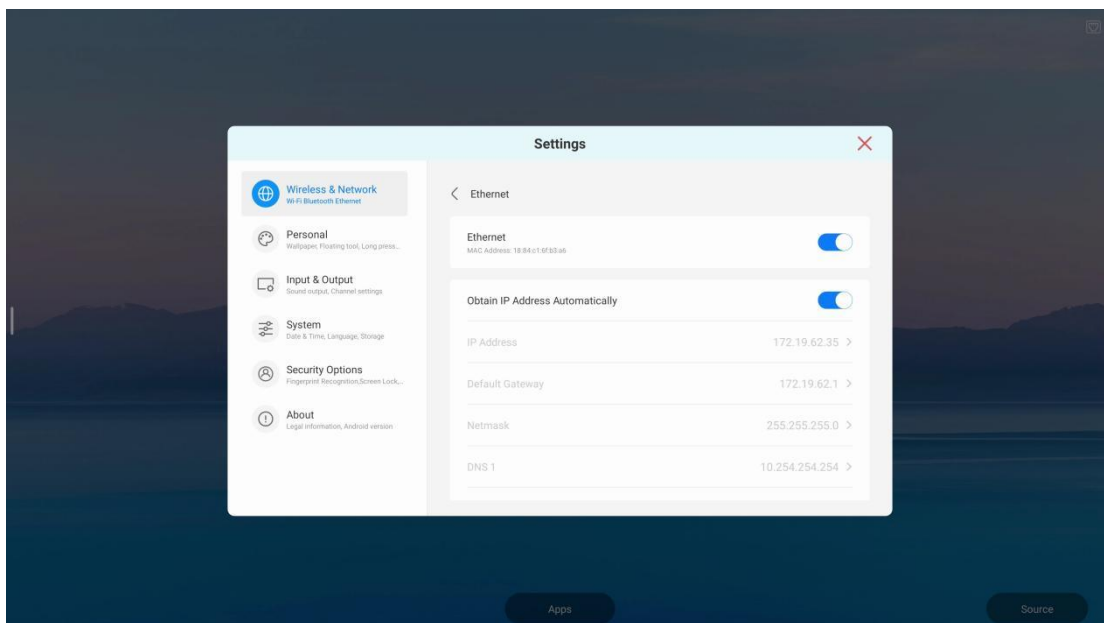 Settings
Wireless & Network
Wi-Fi Bluetooth Ethernet
Personal
Wallpaper, Floating tool, Long press...
Input & Output
Sound output, Channel settings
System
Date & Time, Language, Storage
Security Options
Fingerprint Recognition,Screen Lock,...
About
Legal information, Android version
Ethernet
Ethernet
MAC Address: 18:84:c1:6f:b3:a6
Obtain IP Address Automatically
IP Address 172.19.62.35
Default Gateway 172.19.62.1
Netmask 255.255.255.0
DNS 1 10.254.254.254
Apps
Source